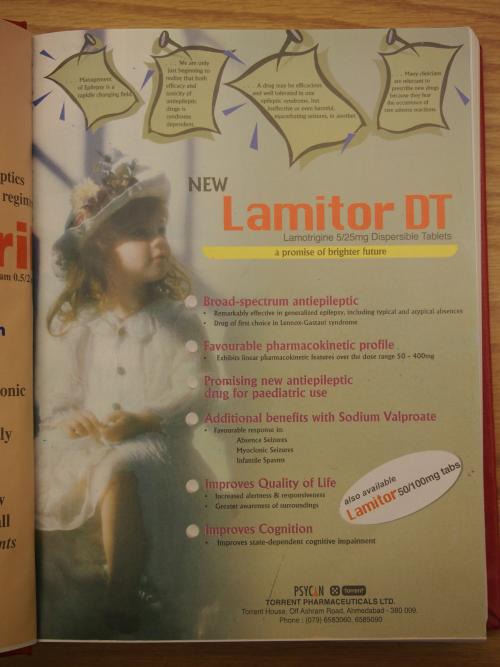 . . . Management
of Epilepsy is a
rapidly changing field.
. . . We are only
just beginning to
realize that both
efficacy and
toxicity of
antiepileptic
drugs is
syndrome
dependent.
. . . A drug may be efficacious
and well tolerated in one
epileptic syndrome, but
ineffective or even harmful,
exacerbating seizures, in another.
. . . Many clinicians
are reluctant to
prescribe new drugs
because they fear
the occurrence of
rare adverse reactions.
NEW
Lamitor DT
Lamotrigine 5/25mg Dispersible Tablets
a promise of brighter future
Broad-spectrum antiepileptic
• Remarkably effective in generalized epilepsy, including typical and atypical absences
• Drug of first choice in Lennox-Gastaut syndrome
Favourable pharmacokinetic profile
• Exhibits linear pharmacokinetic features over the dose range 50 - 400mg
Promising new antiepileptic
drug for paediatric use
Additional benefits with Sodium Valproate
• Favourable response in:
Absence Seizures
Myoclonic Seizures
Infantile Spasms
Improves Quality of Life
• Increased alertness & responsiveness
• Greater awareness of surroundings
also available
Lamitor 50/100mg tabs
Improves Cognition
• Improves state-dependent cognitive impairment
PSYCAN torrent
TORRENT PHARMACEUTICALS LTD.
Torrent House, Off Ashram Road, Ahmedabad - 380 009.
Phone : (079) 6583060, 6585090